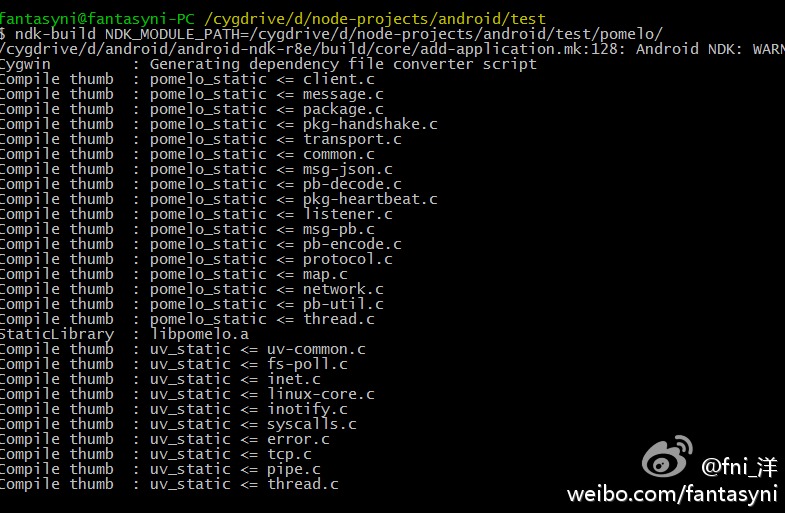 fantasyni@fantasyni-PC /cygdrive/d/node-projects/android/test
$ ndk-build NDK_MODULE_PATH=/cygdrive/d/node-projects/android/test/pomelo/
/cygdrive/d/android/android-ndk-r8e/build/core/add-application.mk:128: Android NDK: WARN
Cygwin         : Generating dependency file converter script
Compile thumb  : pomelo_static <= client.c
Compile thumb  : pomelo_static <= message.c
Compile thumb  : pomelo_static <= package.c
Compile thumb  : pomelo_static <= pkg-handshake.c
Compile thumb  : pomelo_static <= transport.c
Compile thumb  : pomelo_static <= common.c
Compile thumb  : pomelo_static <= msg-json.c
Compile thumb  : pomelo_static <= pb-decode.c
Compile thumb  : pomelo_static <= pkg-heartbeat.c
Compile thumb  : pomelo_static <= listener.c
Compile thumb  : pomelo_static <= msg-pb.c
Compile thumb  : pomelo_static <= pb-encode.c
Compile thumb  : pomelo_static <= protocol.c
Compile thumb  : pomelo_static <= map.c
Compile thumb  : pomelo_static <= network.c
Compile thumb  : pomelo_static <= pb-util.c
Compile thumb  : pomelo_static <= thread.c
StaticLibrary  : libpomelo.a
Compile thumb  : uv_static <= uv-common.c
Compile thumb  : uv_static <= fs-poll.c
Compile thumb  : uv_static <= inet.c
Compile thumb  : uv_static <= linux-core.c
Compile thumb  : uv_static <= inotify.c
Compile thumb  : uv_static <= syscalls.c
Compile thumb  : uv_static <= error.c
Compile thumb  : uv_static <= tcp.c
Compile thumb  : uv_static <= pipe.c
Compile thumb  : uv_static <= thread.c
@fni_洋
weibo.com/fantasyni